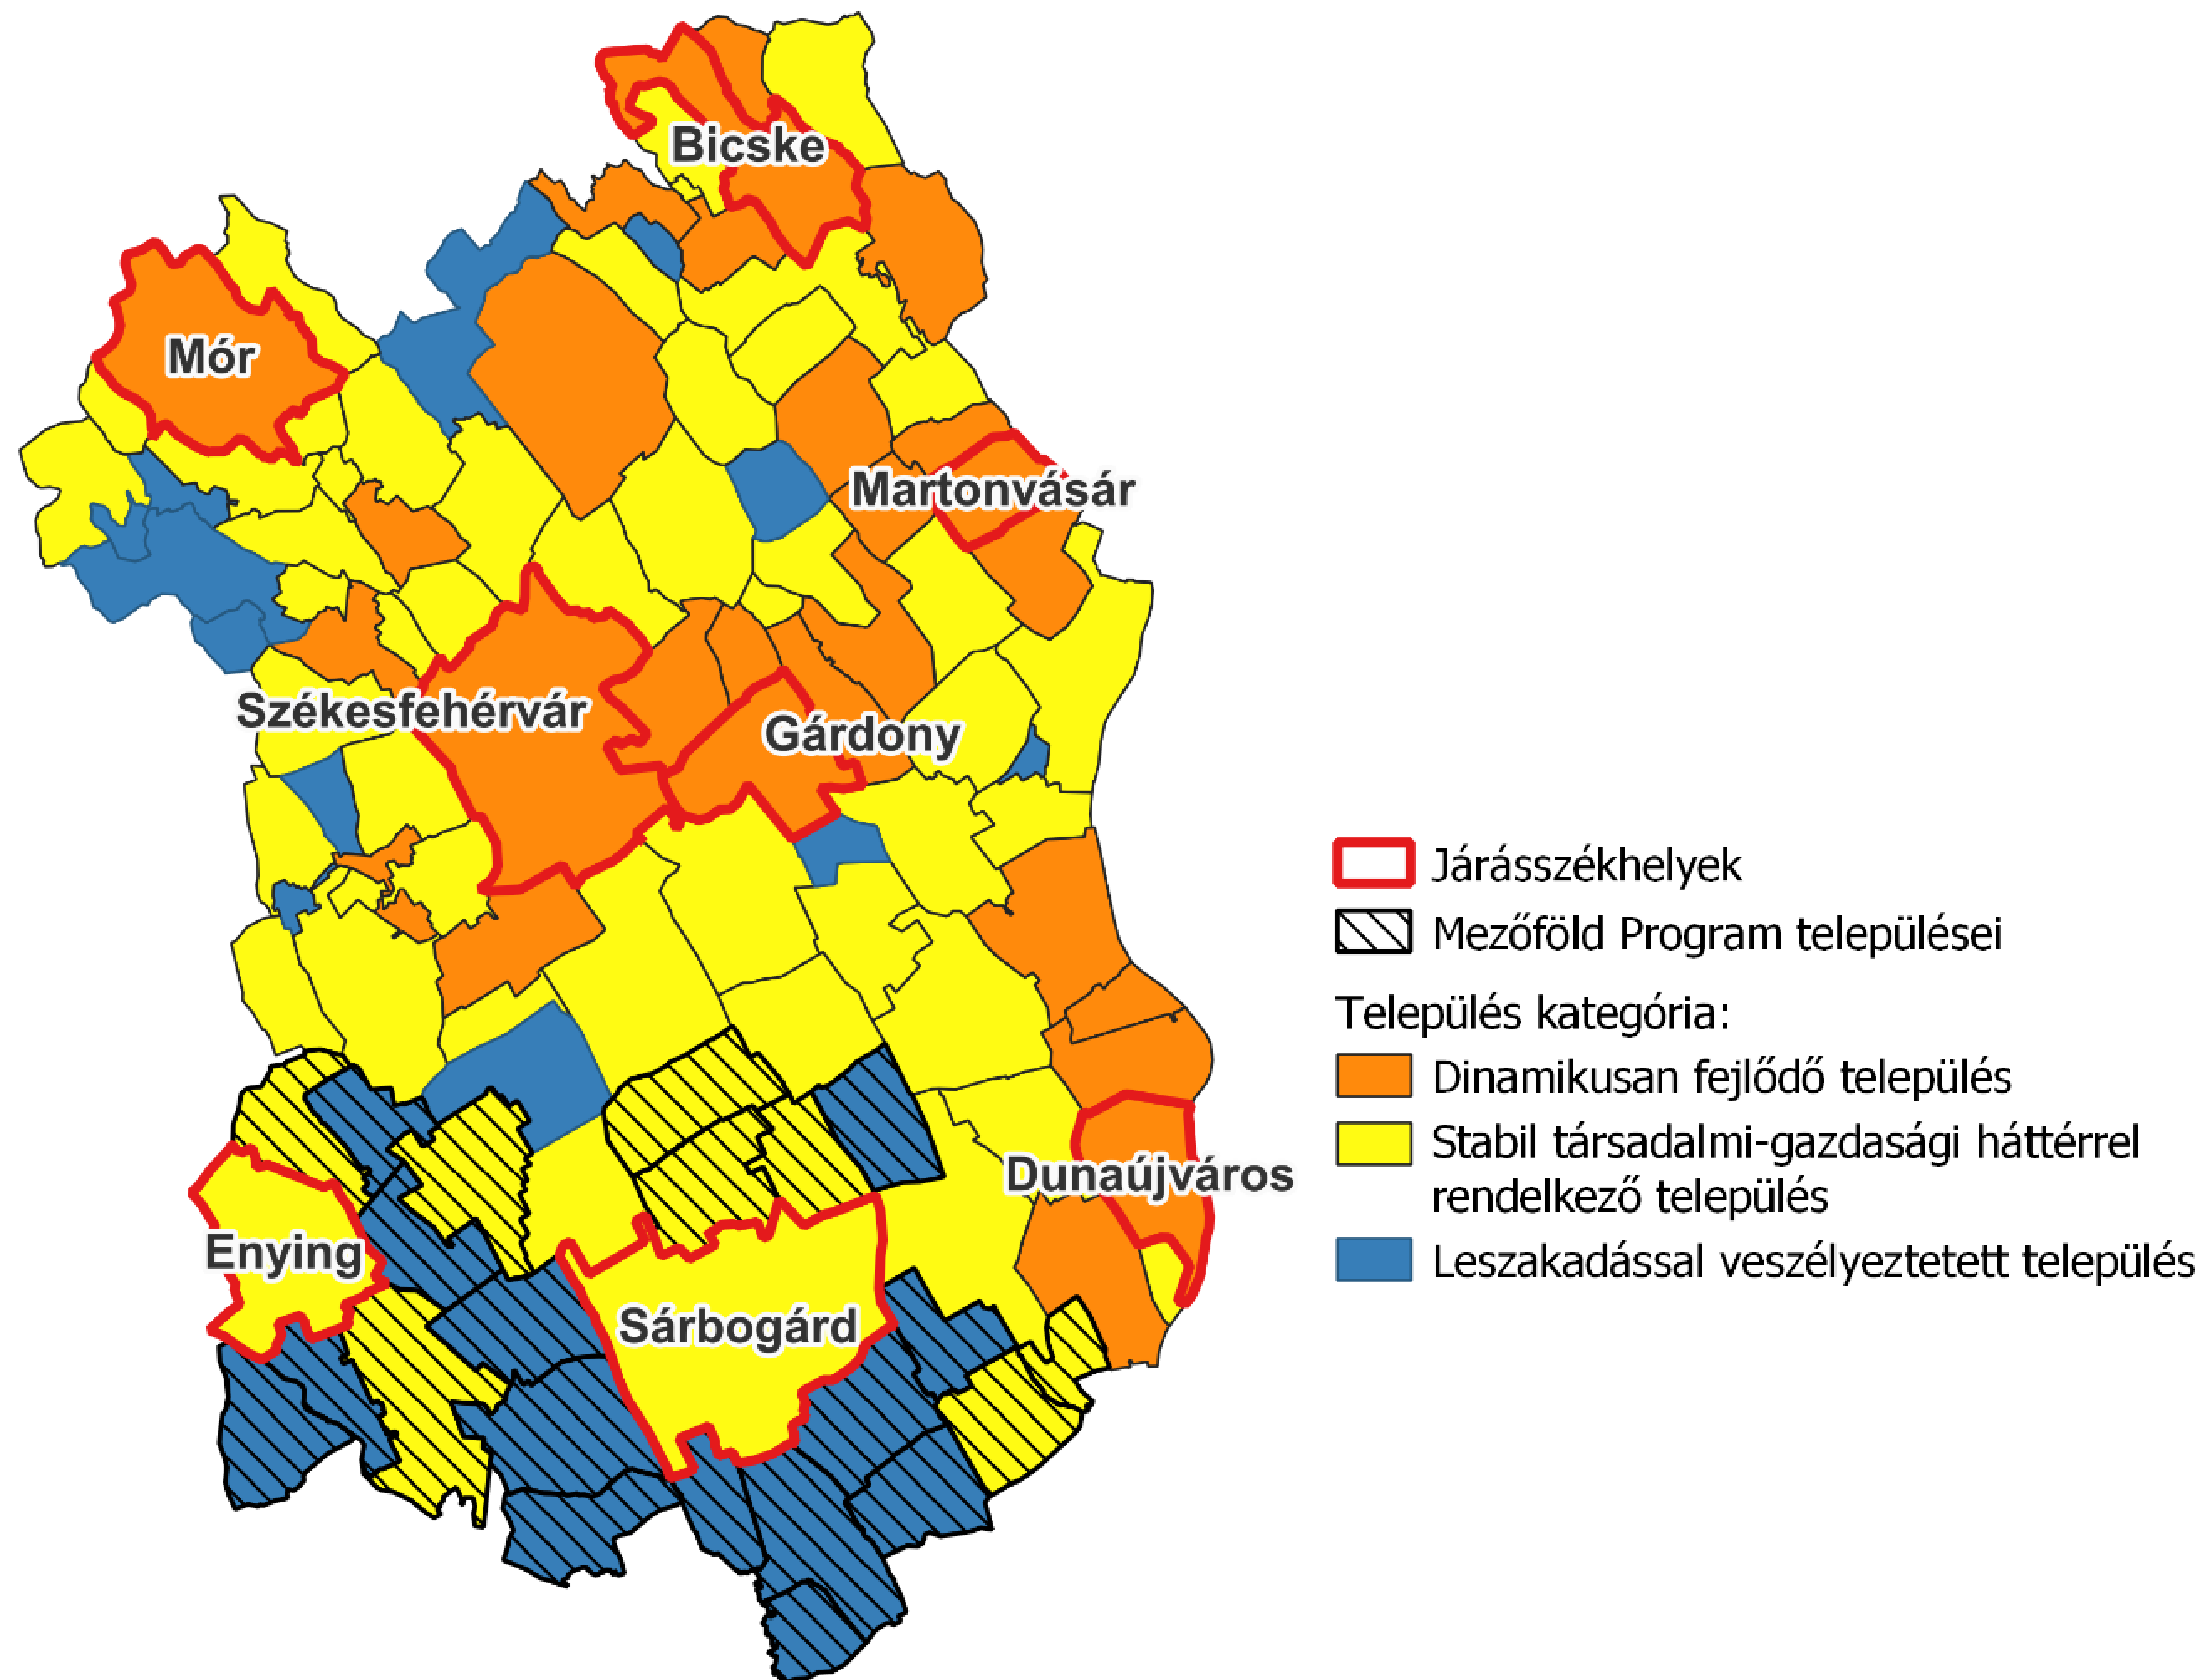 Bicske
Mór
Martonvásár
Székesfehérvár
Gárdony
Dunaújváros
Enying
Sárbogárd
Járásszékhelyek
Mezőföld Program települései
Település kategória:
Dinamikusan fejlődő település
Stabil társadalmi-gazdasági háttérrel
rendelkező település
Leszakadással veszélyeztetett település